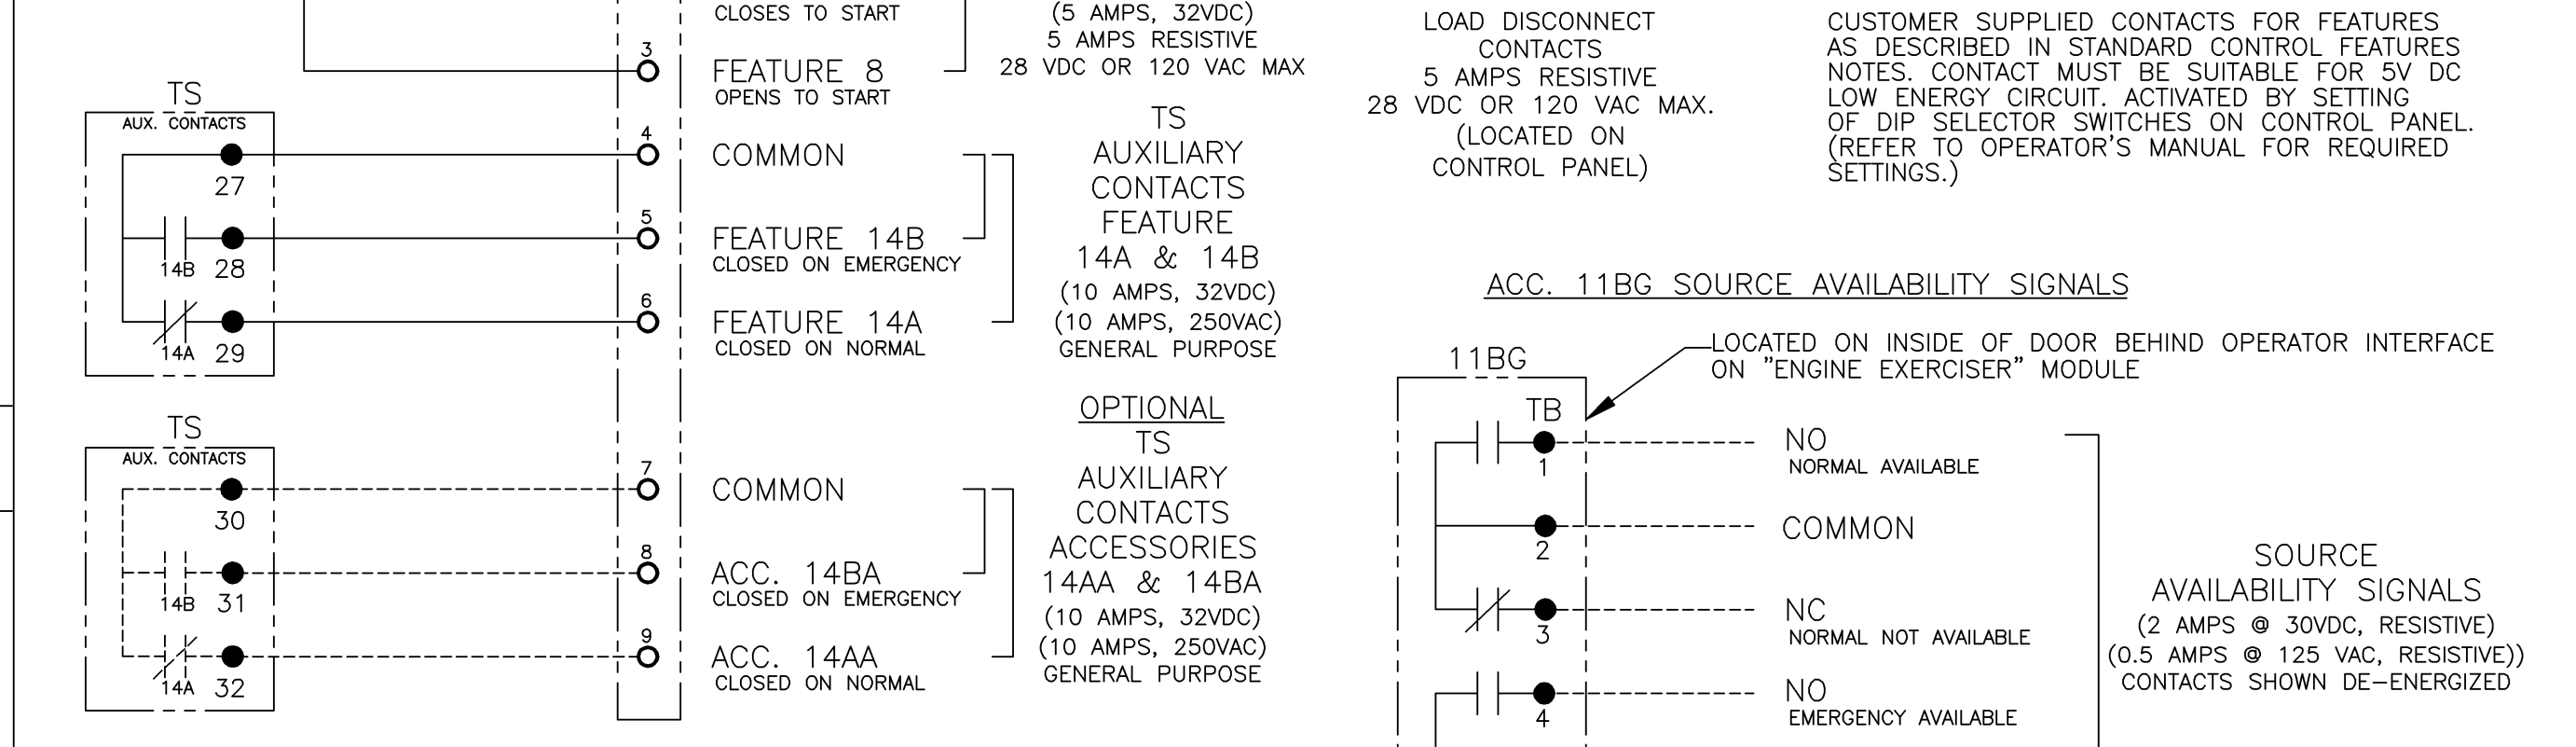 CLOSES TO START
3
FEATURE 8
OPENS TO START
(5 AMPS, 32VDC)
5 AMPS RESISTIVE
28 VDC OR 120 VAC MAX
TS
AUX. CONTACTS
27
14B 28
14A 29
4
COMMON
5
FEATURE 14B
CLOSED ON EMERGENCY
6
FEATURE 14A
CLOSED ON NORMAL
TS
AUXILIARY
CONTACTS
FEATURE
14A & 14B
(10 AMPS, 32VDC)
(10 AMPS, 250VAC)
GENERAL PURPOSE
TS
AUX. CONTACTS
30
14B 31
14A 32
7
COMMON
8
ACC. 14BA
CLOSED ON EMERGENCY
9
ACC. 14AA
CLOSED ON NORMAL
OPTIONAL
TS
AUXILIARY
CONTACTS
ACCESSORIES
14AA & 14BA
(10 AMPS, 32VDC)
(10 AMPS, 250VAC)
GENERAL PURPOSE
LOAD DISCONNECT
CONTACTS
5 AMPS RESISTIVE
28 VDC OR 120 VAC MAX.
(LOCATED ON
CONTROL PANEL)
CUSTOMER SUPPLIED CONTACTS FOR FEATURES
AS DESCRIBED IN STANDARD CONTROL FEATURES
NOTES. CONTACT MUST BE SUITABLE FOR 5V DC
LOW ENERGY CIRCUIT. ACTIVATED BY SETTING
OF DIP SELECTOR SWITCHES ON CONTROL PANEL.
(REFER TO OPERATOR'S MANUAL FOR REQUIRED
SETTINGS.)
ACC. 11BG SOURCE AVAILABILITY SIGNALS
LOCATED ON INSIDE OF DOOR BEHIND OPERATOR INTERFACE
ON "ENGINE EXERCISER" MODULE
11BG
TB
1
NO
NORMAL AVAILABLE
2
COMMON
3
NC
NORMAL NOT AVAILABLE
4
NO
EMERGENCY AVAILABLE
SOURCE
AVAILABILITY SIGNALS
(2 AMPS @ 30VDC, RESISTIVE)
(0.5 AMPS @ 125 VAC, RESISTIVE))
CONTACTS SHOWN DE-ENERGIZED